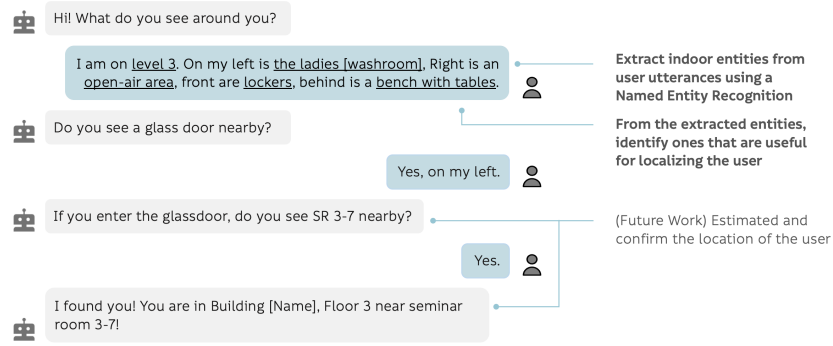 Hi! What do you see around you?
I am on level 3. On my left is the ladies [washroom], Right is an
open-air area, front are lockers, behind is a bench with tables.
Extract indoor entities from
user utterances using a
Named Entity Recognition
Do you see a glass door nearby?
From the extracted entities,
identify ones that are useful
for localizing the user
Yes, on my left.
If you enter the glassdoor, do you see SR 3-7 nearby?
(Future Work) Estimated and
confirm the location of the user
Yes.
I found you! You are in Building [Name], Floor 3 near seminar
room 3-7!